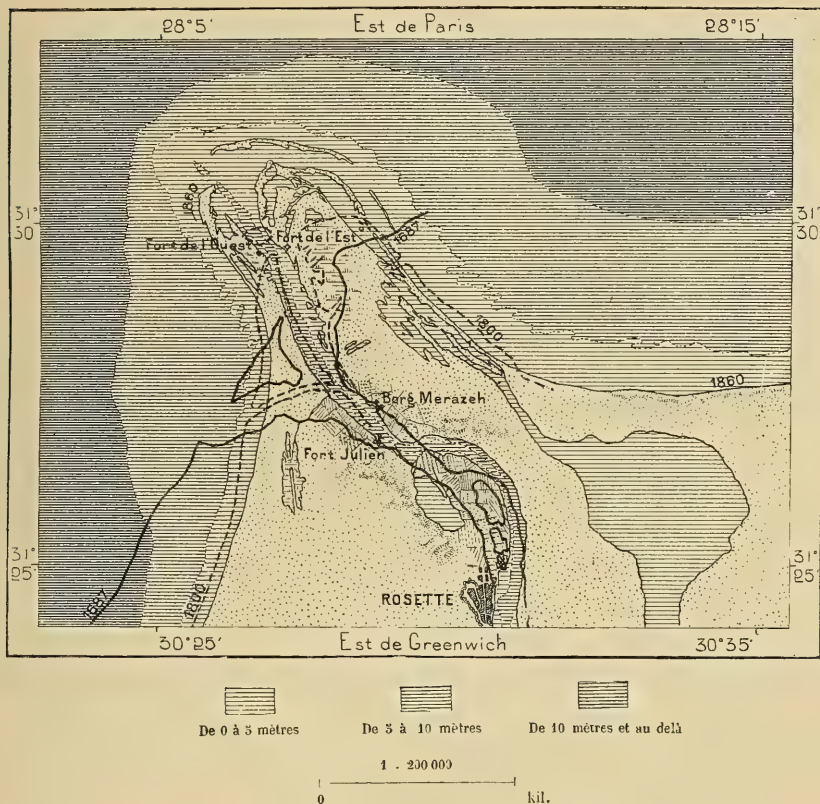 28°5′ Est de Paris 28°15′
31° 30′
31° 30′
1860
Fort de l'Ouest
Fort de l'Est
1687
1800
1860
Borg Merazeh
Fort Julien
31° 25′
31° 25′
ROSETTE
1687
1800
30°25′ Est de Greenwich 30°35′
De 0 à 5 mètres De 5 à 10 mètres De 10 mètres et au delà
1 - 200 000
0 kil.